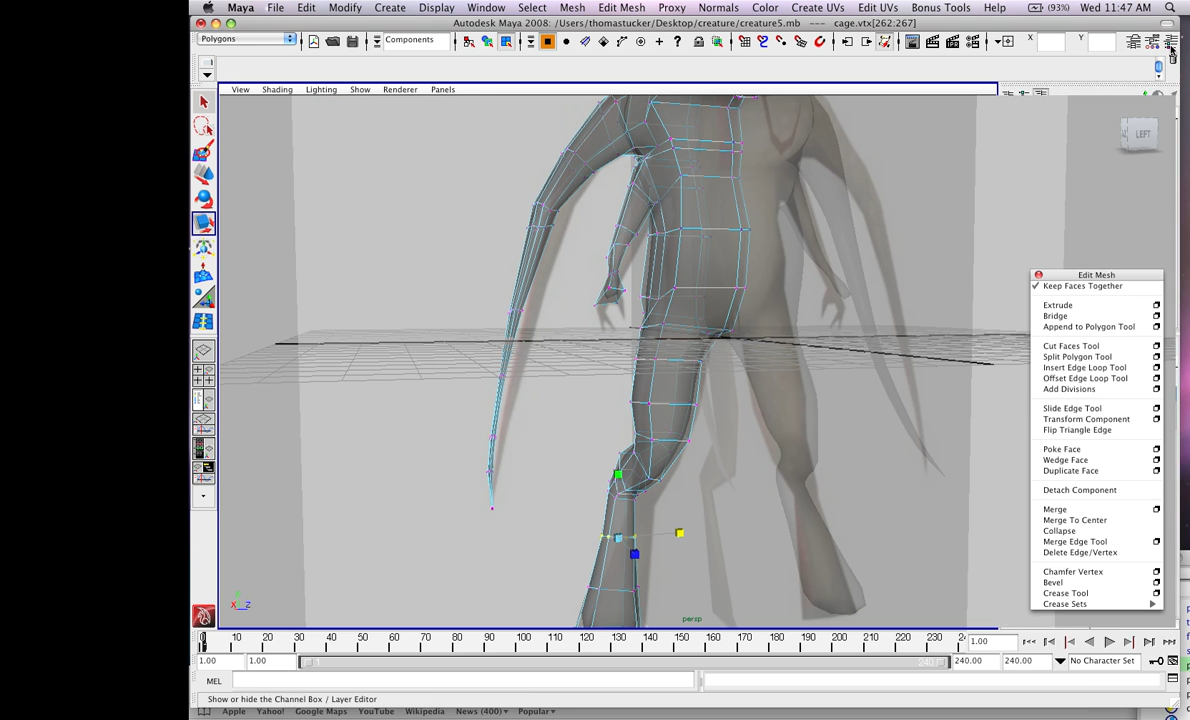 Maya File Edit Modify Create Display Window Select Mesh Edit Mesh Proxy Normals Color Create UVs Edit UVs Bonus Tools Help (93%) Wed 11:47 AM
Autodesk Maya 2008: /Users/thomastucker/Desktop/creature/creature5.mb --- cage.vtx[262:267]
Polygons Components X Y
View Shading Lighting Show Renderer Panels
LEFT
Edit Mesh
Keep Faces Together
Extrude
Bridge
Append to Polygon Tool
Cut Faces Tool
Split Polygon Tool
Insert Edge Loop Tool
Offset Edge Loop Tool
Add Divisions
Slide Edge Tool
Transform Component
Flip Triangle Edge
Poke Face
Wedge Face
Duplicate Face
Detach Component
Merge
Merge To Center
Collapse
Merge Edge Tool
Delete Edge/Vertex
Chamfer Vertex
Bevel
Crease Tool
Crease Sets
X Z
persp
10 20 30 40 50 60 70 80 90 100 110 120 130 140 150 160 170 180 190 200 210 220 230 1.00
1.00 1.00 1 240 240.00 240.00 No Character Set
MEL
Show or hide the Channel Box / Layer Editor
Apple Yahoo! Google Maps YouTube Wikipedia News (400) Popular